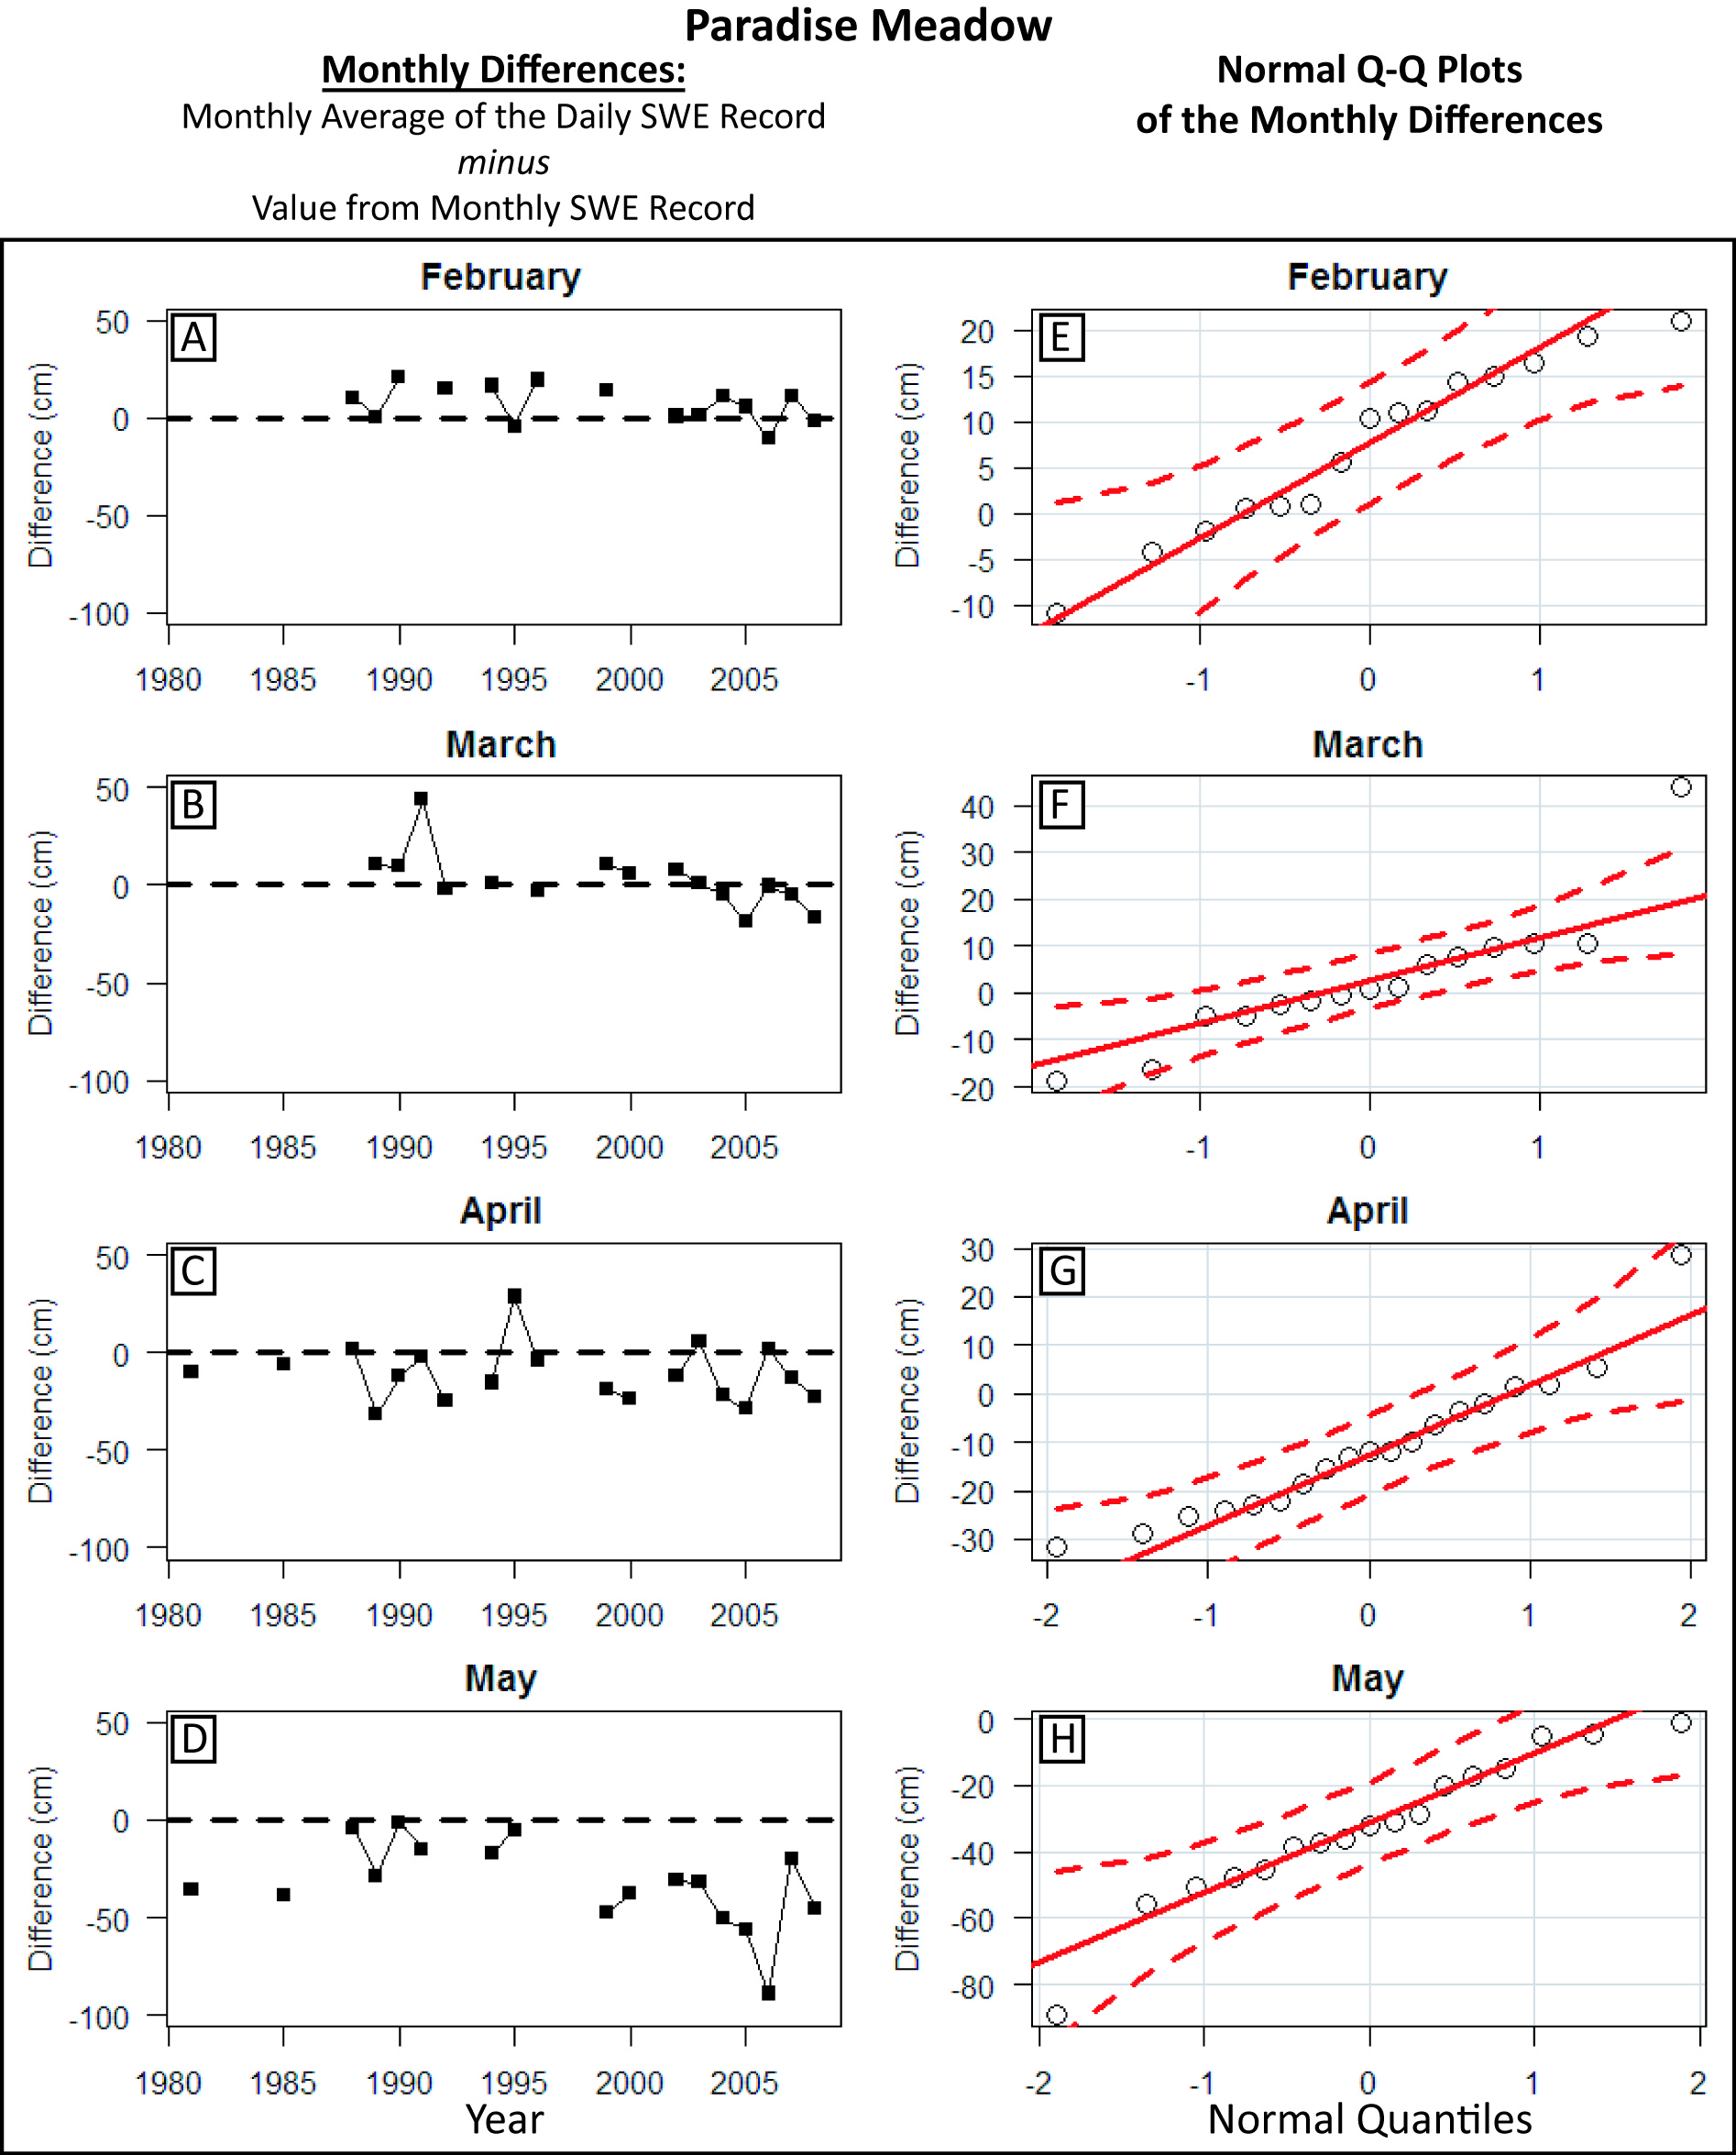 Paradise Meadow
Monthly Differences:
Monthly Average of the Daily SWE Record
minus
Value from Monthly SWE Record
Normal Q-Q Plots
of the Monthly Differences
February
A
Difference (cm)
50
0
-50
-100
1980 1985 1990 1995 2000 2005
February
E
Difference (cm)
20
15
10
5
0
-5
-10
-1 0 1
March
B
Difference (cm)
50
0
-50
-100
1980 1985 1990 1995 2000 2005
March
F
Difference (cm)
40
30
20
10
0
-10
-20
-1 0 1
April
C
Difference (cm)
50
0
-50
-100
1980 1985 1990 1995 2000 2005
April
G
Difference (cm)
30
20
10
0
-10
-20
-30
-2 -1 0 1 2
May
D
Difference (cm)
50
0
-50
-100
1980 1985 1990 1995 2000 2005
Year
May
H
Difference (cm)
0
-20
-40
-60
-80
-2 -1 0 1 2
Normal Quantiles